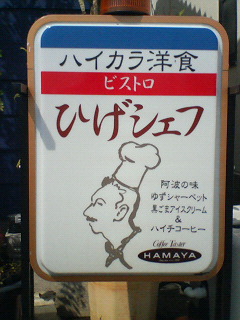 ハイカラ洋食
ビストロ
ひげシェフ
阿波の味
ゆずシャーベット
黒ごまアイスクリーム
&
ハイチコーヒー
Coffee Röster
HAMAYA